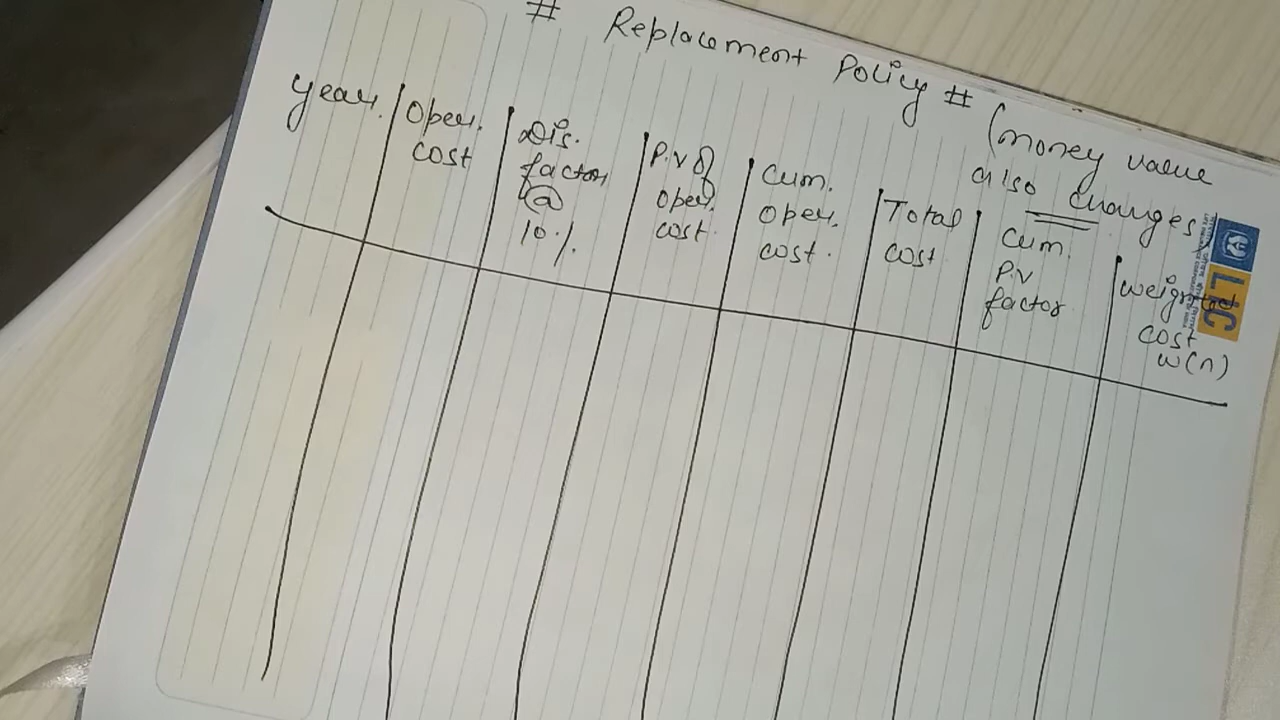 # Replacement Policy #
(money value
also changes)
year
Oper.
cost
Dis.
factor
@
10%
P.V of
oper.
cost
Cum.
oper.
cost.
Total
cost
Cum.
P.V
factor
weighted
cost
w(n)
LIC